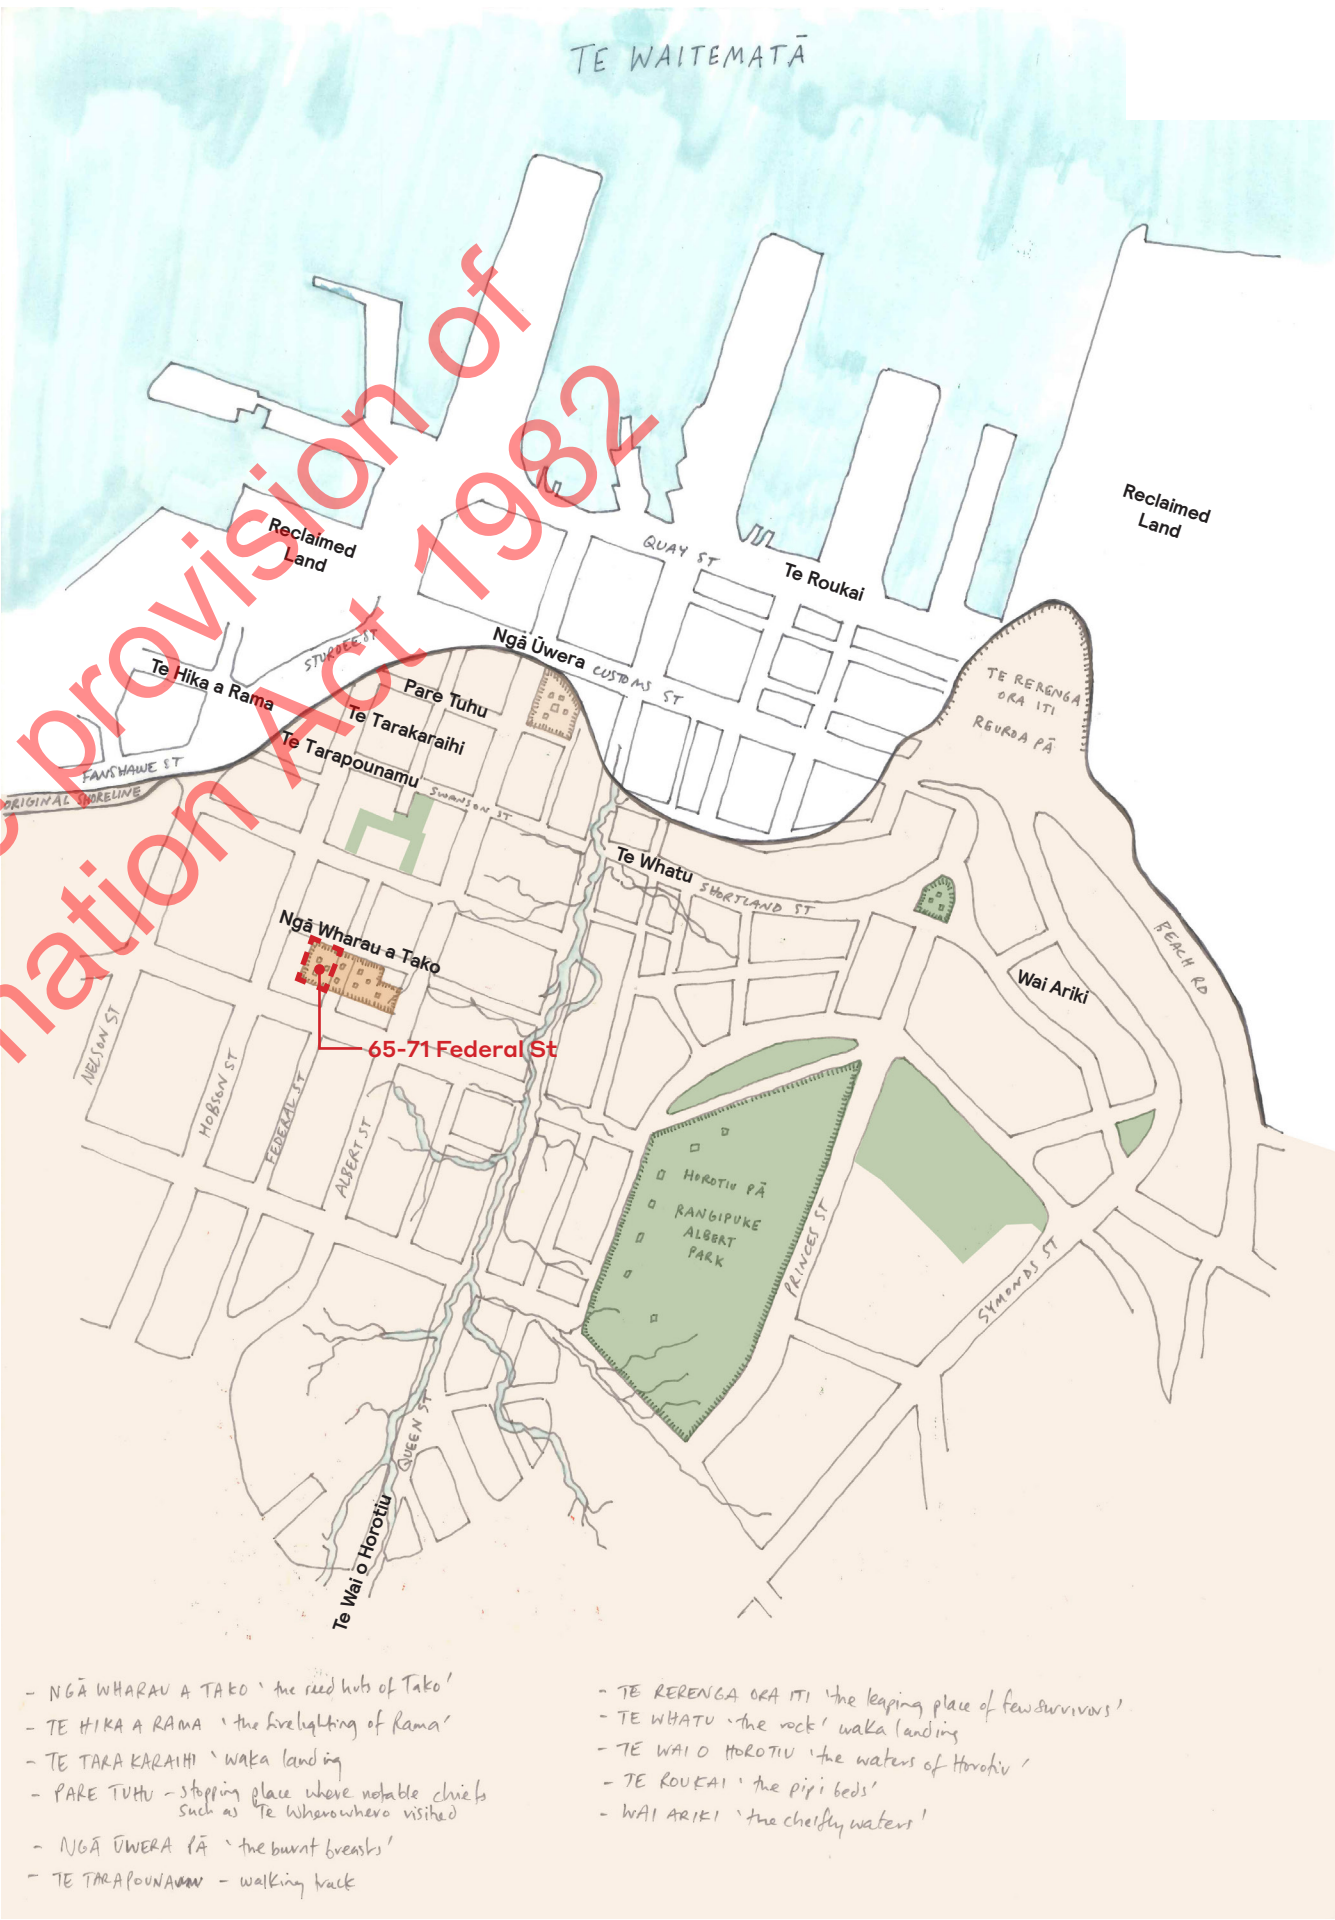 TE WAITEMATĀ
provision of
nation Act 1982
Reclaimed
Land
Reclaimed
Land
QUAY ST
Te Roukai
STURDEE ST
Ngā Ūwera
CUSTOMS ST
Te Hika a Rama
Pare Tuhu
Te Tarakaraihi
Te Tarapounamu
TE RERENGA
ORA ITI
REUROA PĀ
FANSHAWE ST
ORIGINAL SHORELINE
SWANSON ST
Te Whatu
SHORTLAND ST
Ngā Wharau a Tako
BEACH RD
Wai Ariki
65-71 Federal St
NELSON ST
HOBSON ST
FEDERAL ST
ALBERT ST
HOROTIU PĀ
RANGIPUKE
ALBERT
PARK
PRINCES ST
SYMONDS ST
QUEEN ST
Te Wai o Horotiu
- NGĀ WHARAU A TAKO 'the reed huts of Tako'
- TE HIKA A RAMA 'the firelighting of Rama'
- TE TARA KARAIHI 'waka landing
- PARE TUHU - stopping place where notable chiefs
such as Te Wherowhero visited
- NGĀ ŪWERA PĀ 'the burnt breasts'
- TE TARAPOUNAMU - walking track
- TE RERENGA ORA ITI 'the leaping place of few survivors'
- TE WHATU 'the rock' waka landing
- TE WAI O HOROTIU 'the waters of Horotiu'
- TE ROUKAI 'the pipi beds'
- WAI ARIKI 'the cheifly waters'